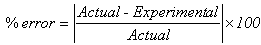 % error = |(Actual - Experimental) / Actual| × 100